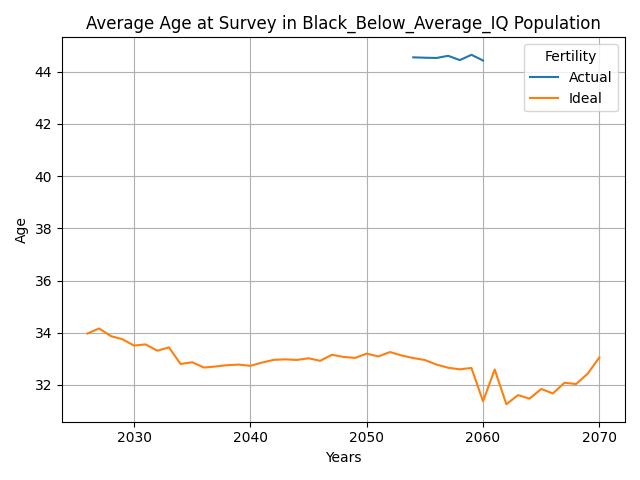 Average Age at Survey in Black_Below_Average_IQ Population
Fertility
Actual
Ideal
Age
44
42
40
38
36
34
32
2030
2040
2050
2060
2070
Years